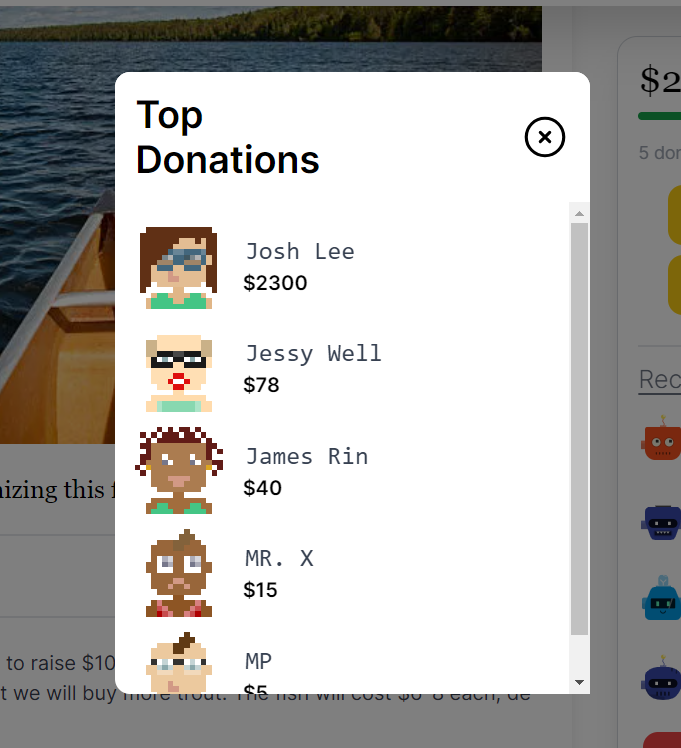 Top
Donations
$2
5 don
Josh Lee
$2300
Jessy Well
$78
Rec
James Rin
$40
nizing this f
MR. X
$15
MP
$5
to raise $10
t we will buy more trout. The fish will cost $6-8 each, de